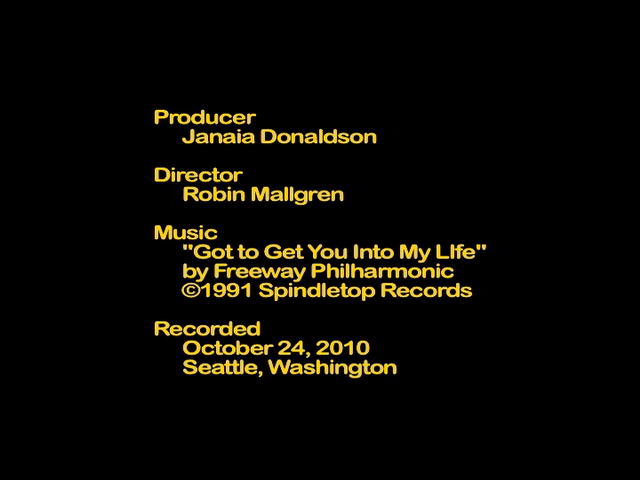 Producer
Janaia Donaldson
Director
Robin Mallgren
Music
"Got to Get You Into My LIfe"
by Freeway Philharmonic
©1991 Spindletop Records
Recorded
October 24, 2010
Seattle, Washington